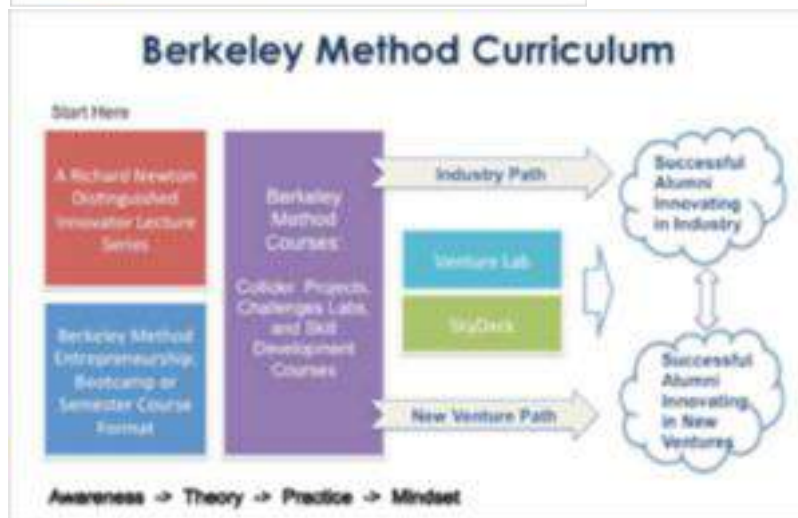 Berkeley Method Curriculum
Start Here
A Richard Newton
Distinguished
Innovator Lecture
Series
Berkeley Method
Entrepreneurship
Bootcamp or
Semester Course
Format
Berkeley
Method
Courses:
Collider Projects,
Challenges Labs,
and Skill
Development
Courses
Industry Path
Venture Lab
SkyDeck
New Venture Path
Successful
Alumni
Innovating
in Industry
Successful
Alumni
Innovating
in New
Ventures
Awareness -> Theory -> Practice -> Mindset